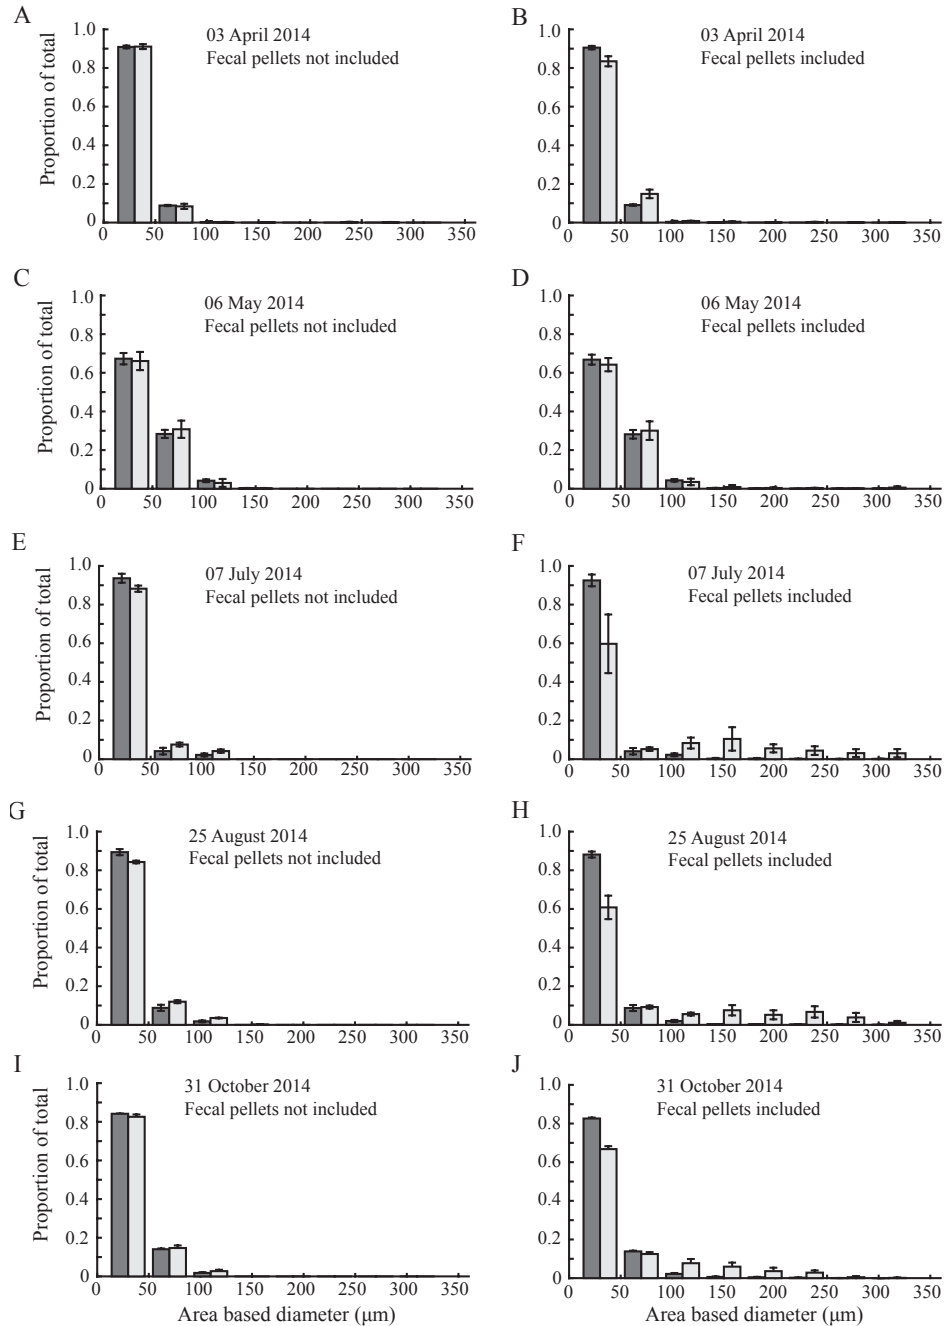 A
03 April 2014
Fecal pellets not included
Proportion of total
1.0
0.8
0.6
0.4
0.2
0
0 50 100 150 200 250 300 350
B
03 April 2014
Fecal pellets included
1.0
0.8
0.6
0.4
0.2
0
0 50 100 150 200 250 300 350
C
06 May 2014
Fecal pellets not included
Proportion of total
1.0
0.8
0.6
0.4
0.2
0
0 50 100 150 200 250 300 350
D
06 May 2014
Fecal pellets included
1.0
0.8
0.6
0.4
0.2
0
0 50 100 150 200 250 300 350
E
07 July 2014
Fecal pellets not included
Proportion of total
1.0
0.8
0.6
0.4
0.2
0
0 50 100 150 200 250 300 350
F
07 July 2014
Fecal pellets included
1.0
0.8
0.6
0.4
0.2
0
0 50 100 150 200 250 300 350
G
25 August 2014
Fecal pellets not included
Proportion of total
1.0
0.8
0.6
0.4
0.2
0
0 50 100 150 200 250 300 350
H
25 August 2014
Fecal pellets included
1.0
0.8
0.6
0.4
0.2
0
0 50 100 150 200 250 300 350
I
31 October 2014
Fecal pellets not included
Proportion of total
1.0
0.8
0.6
0.4
0.2
0
0 50 100 150 200 250 300 350
Area based diameter (μm)
J
31 October 2014
Fecal pellets included
1.0
0.8
0.6
0.4
0.2
0
0 50 100 150 200 250 300 350
Area based diameter (μm)